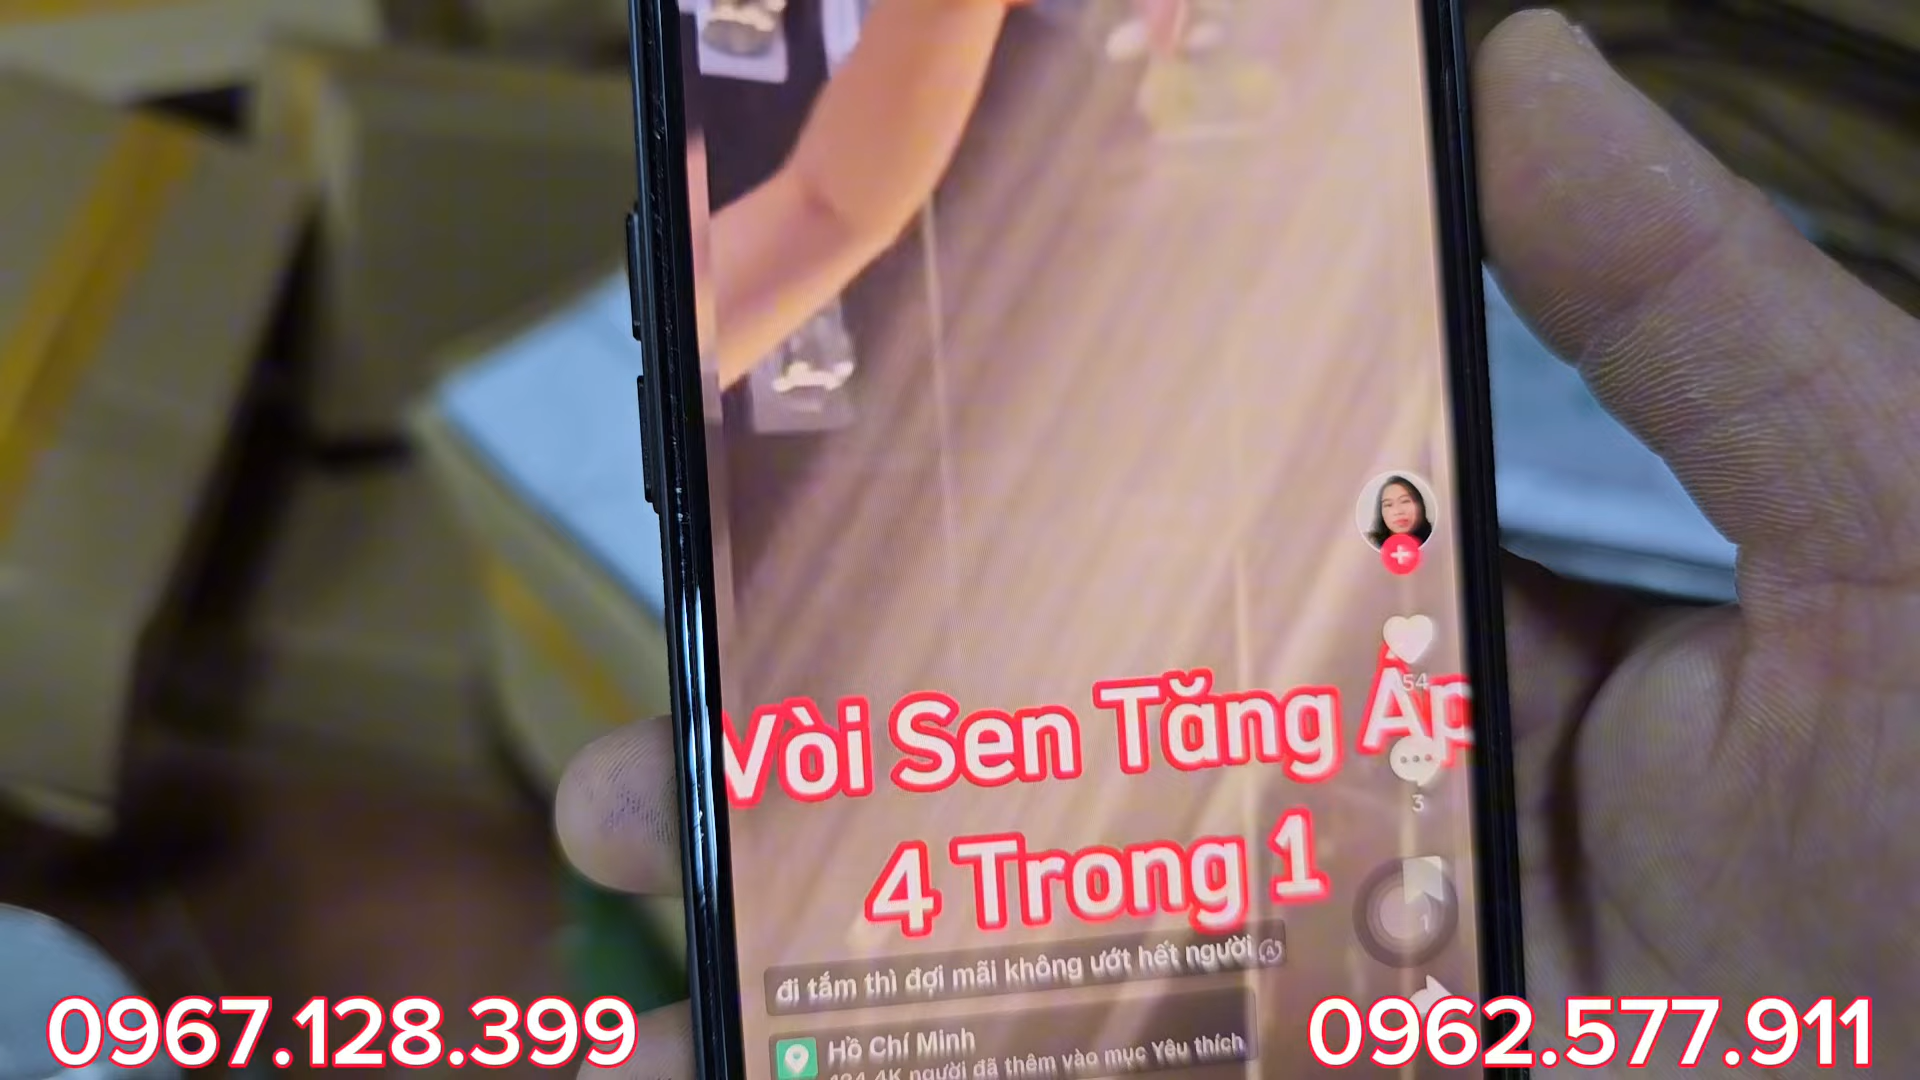 54
Vòi Sen Tăng Áp
3
4 Trong 1
1
đi tắm thì đợi mãi không ướt hết người
Hồ Chí Minh
người đã thêm vào mục Yêu thích
0967.128.399
0962.577.911